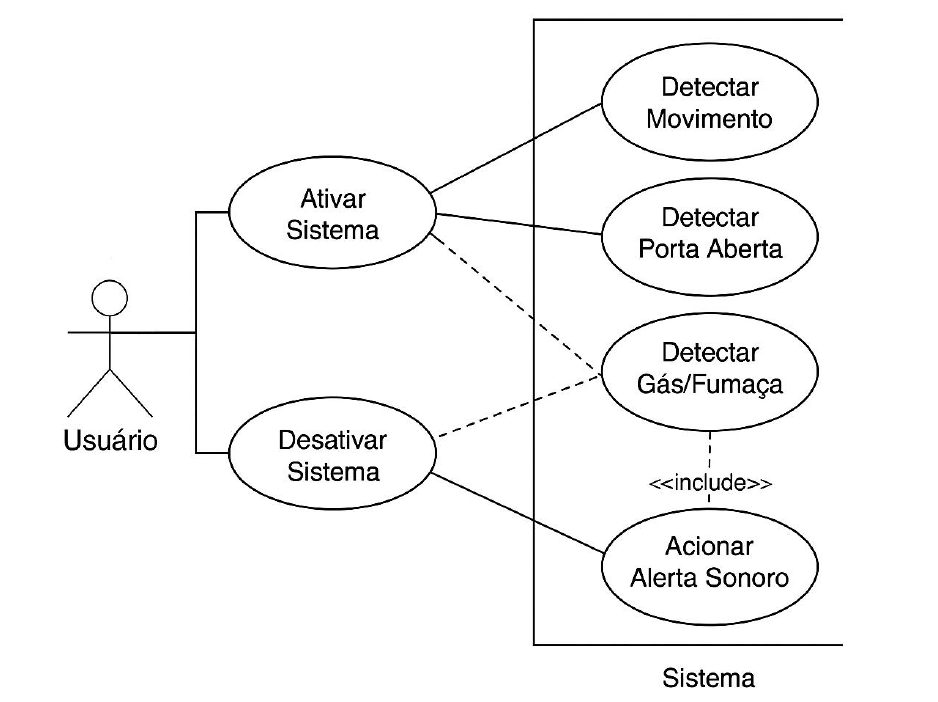 Detectar
Movimento
Ativar
Sistema
Detectar
Porta Aberta
Detectar
Gás/Fumaça
Usuário
Desativar
Sistema
<<include>>
Acionar
Alerta Sonoro
Sistema